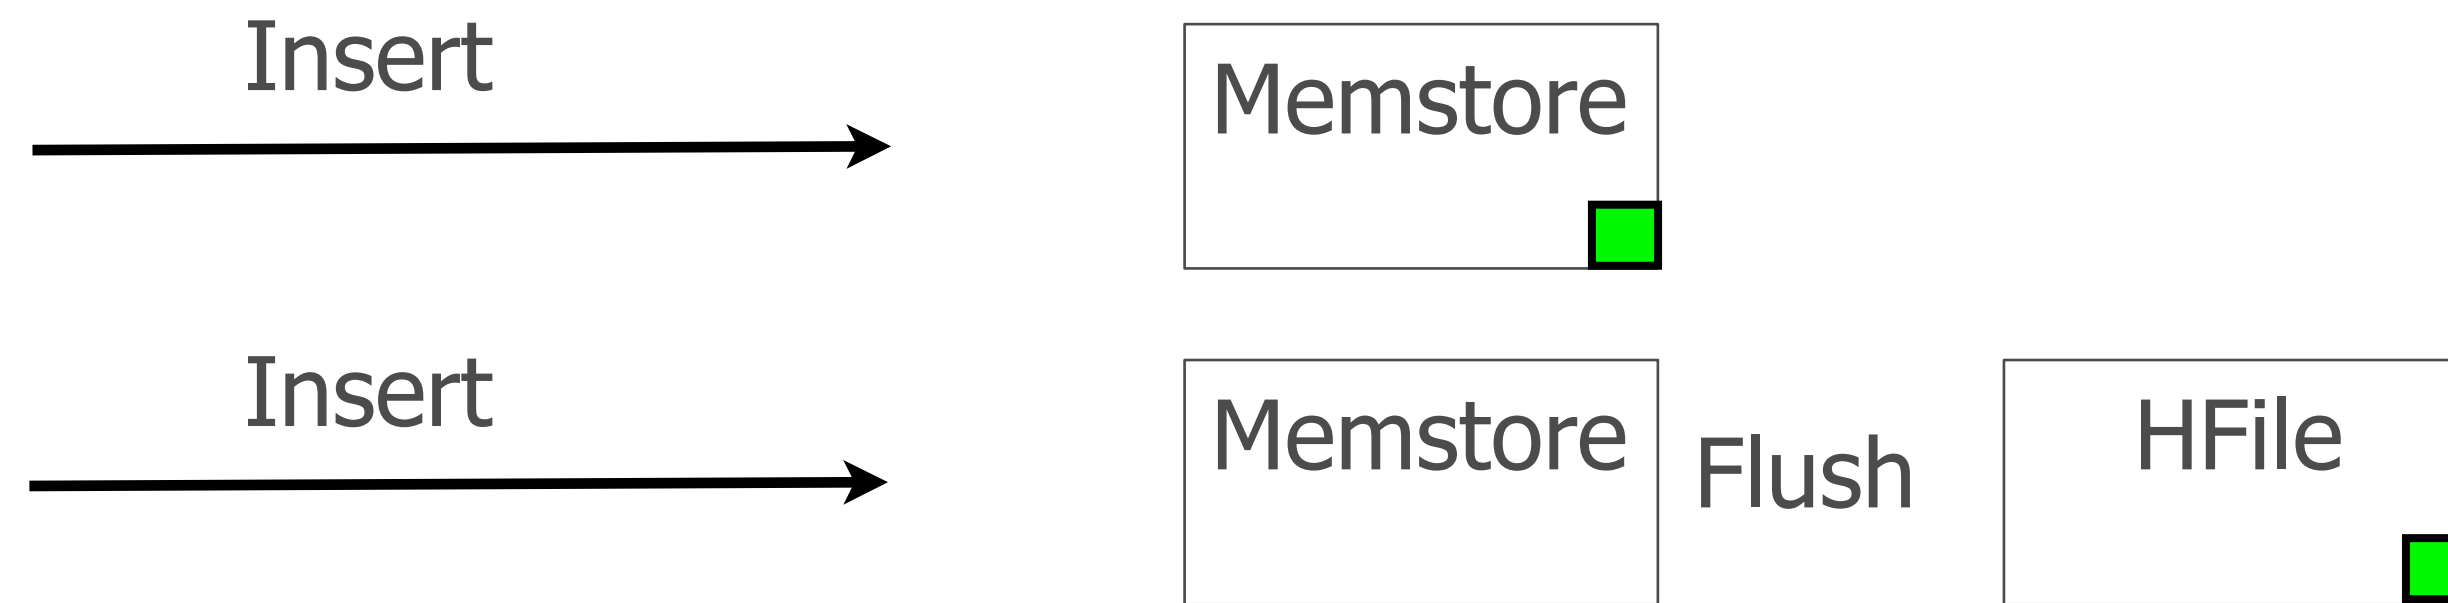 Insert
Memstore
Insert
Memstore
Flush
HFile